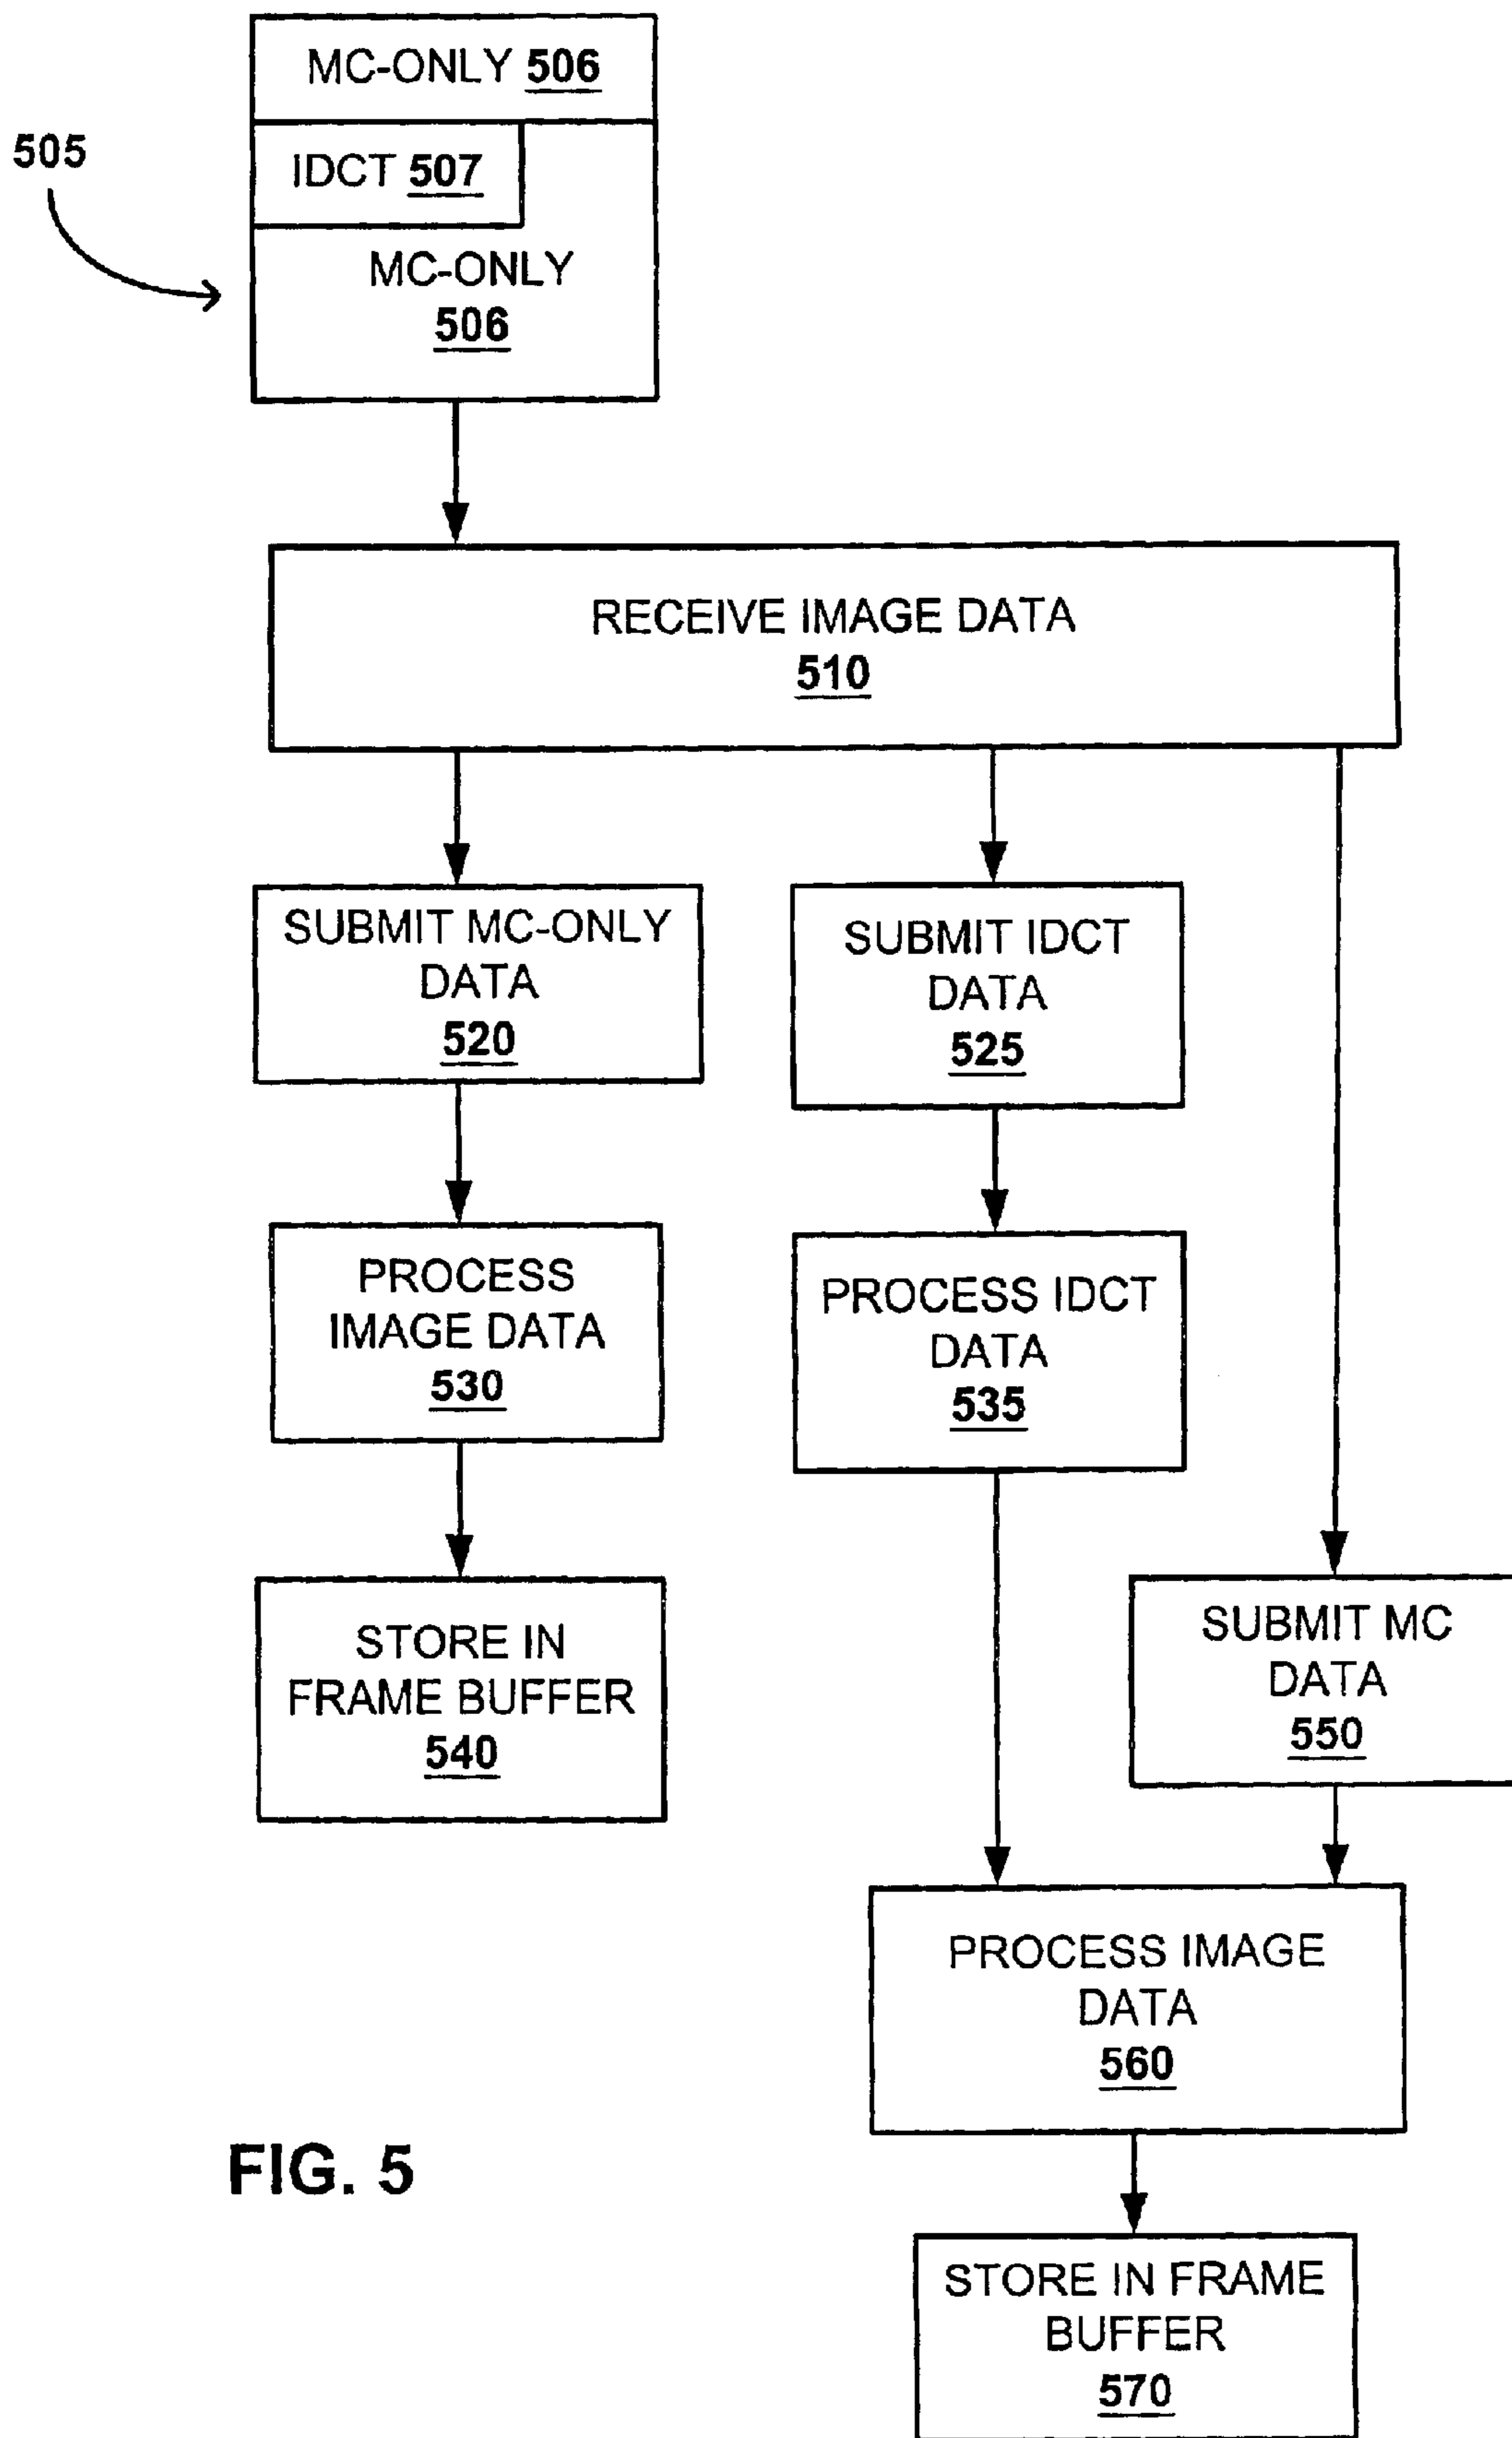 MC-ONLY 506
505
IDCT 507
MC-ONLY
506
RECEIVE IMAGE DATA
510
SUBMIT MC-ONLY
DATA
520
SUBMIT IDCT
DATA
525
PROCESS
IMAGE DATA
530
PROCESS IDCT
DATA
535
STORE IN
FRAME BUFFER
540
SUBMIT MC
DATA
550
PROCESS IMAGE
DATA
560
FIG. 5
STORE IN FRAME
BUFFER
570